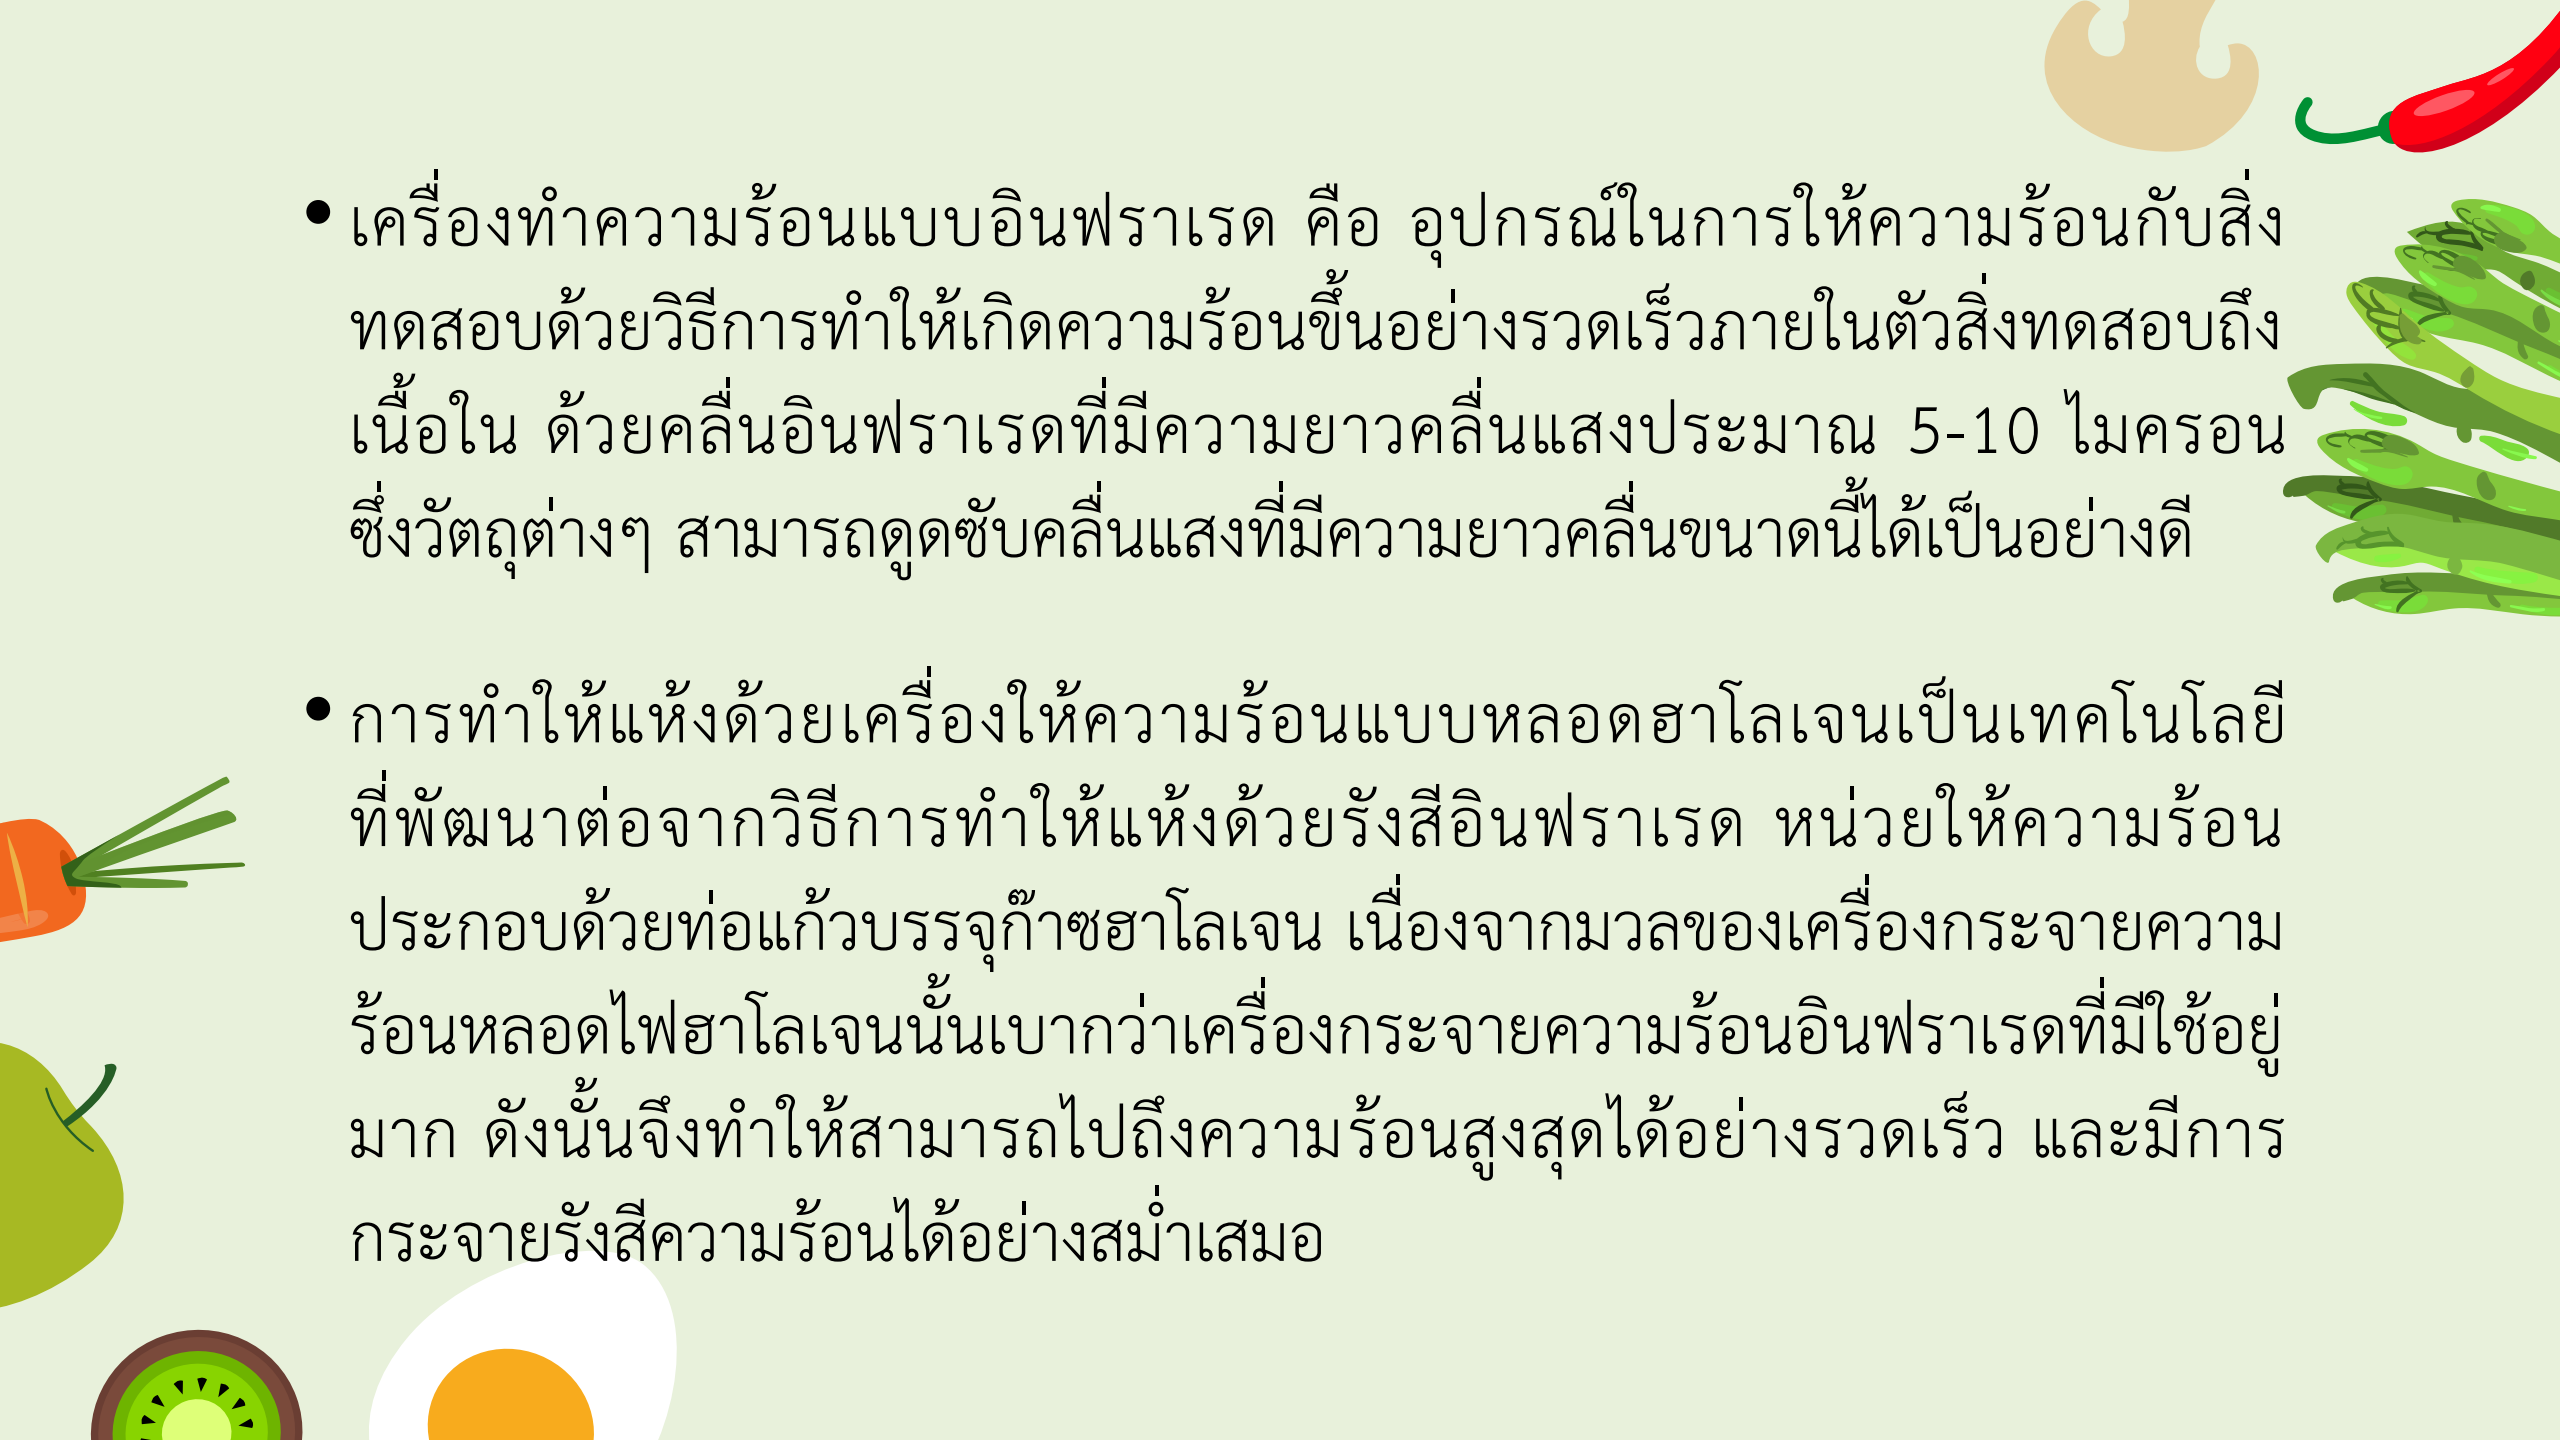 • เครื่องทำความร้อนแบบอินฟราเรด คือ อุปกรณ์ในการให้ความร้อนกับสิ่ง
ทดสอบด้วยวิธีการทำให้เกิดความร้อนขึ้นอย่างรวดเร็วภายในตัวสิ่งทดสอบถึง
เนื้อใน ด้วยคลื่นอินฟราเรดที่มีความยาวคลื่นแสงประมาณ 5-10 ไมครอน
ซึ่งวัตถุต่างๆ สามารถดูดซับคลื่นแสงที่มีความยาวคลื่นขนาดนี้ได้เป็นอย่างดี
• การทำให้แห้งด้วยเครื่องให้ความร้อนแบบหลอดฮาโลเจนเป็นเทคโนโลยี
ที่พัฒนาต่อจากวิธีการทำให้แห้งด้วยรังสีอินฟราเรด หน่วยให้ความร้อน
ประกอบด้วยท่อแก้วบรรจุก๊าซฮาโลเจน เนื่องจากมวลของเครื่องกระจายความ
ร้อนหลอดไฟฮาโลเจนนั้นเบากว่าเครื่องกระจายความร้อนอินฟราเรดที่มีใช้อยู่
มาก ดังนั้นจึงทำให้สามารถไปถึงความร้อนสูงสุดได้อย่างรวดเร็ว และมีการ
กระจายรังสีความร้อนได้อย่างสม่ำเสมอ